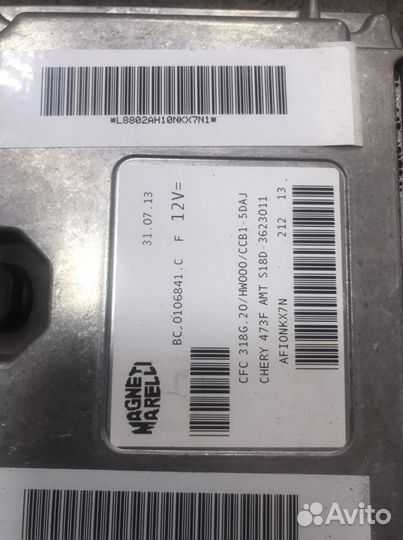 *L8802AH10NKX7N1*
31.07.13
BC.0106841.C F 12V=
MAGNETI
MARELLI
CFC 318G.20/HW000/CCB1-5DAJ
CHERY 473F AMT S18D-3623011
AFIONKX7N 212 13.
Avito